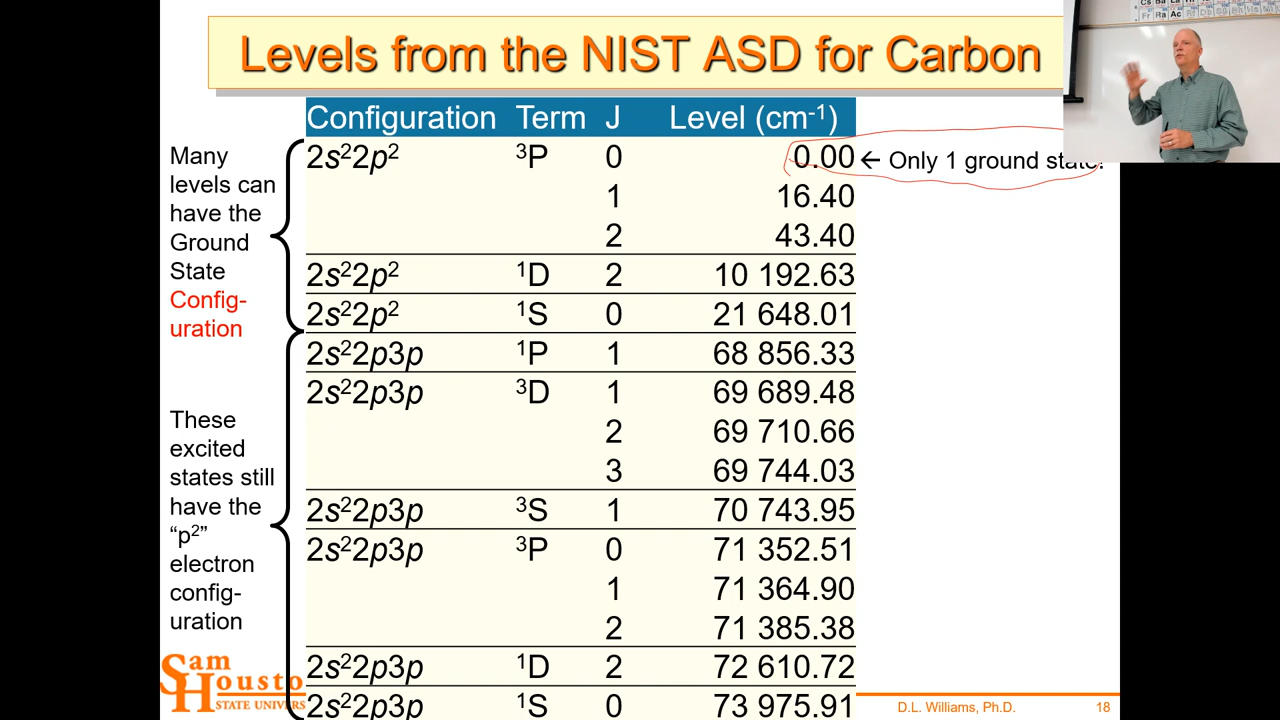 Levels from the NIST ASD for Carbon
Configuration Term J Level (cm-1)
Many
levels can
have the
Ground
State
Config-
uration
These
excited
states still
have the
“p²”
electron
config-
uration
2s²2p² ³P 0 0.00 ← Only 1 ground state!
1 16.40
2 43.40
2s²2p² ¹D 2 10 192.63
2s²2p² ¹S 0 21 648.01
2s²2p3p ¹P 1 68 856.33
2s²2p3p ³D 1 69 689.48
2 69 710.66
3 69 744.03
2s²2p3p ³S 1 70 743.95
2s²2p3p ³P 0 71 352.51
1 71 364.90
2 71 385.38
2s²2p3p ¹D 2 72 610.72
2s²2p3p ¹S 0 73 975.91
Sam
Housto
STATE UNIVERS
D.L. Williams, Ph.D. 18
Fr Ra Ac